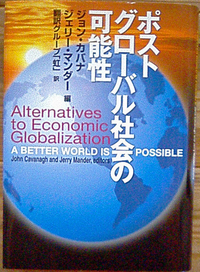 ポスト
グローバル社会の
可能性
ジョン・カバナ
ジェリー・マンダー 編
翻訳グループ「虹」訳
Alternatives
to Economic
Globalization
A BETTER WORLD IS POSSIBLE
John Cavanagh and Jerry Mander, editors